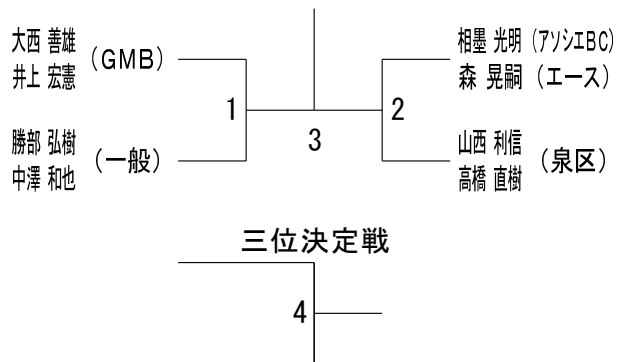 大西 善雄
井上 宏憲
(GMB)
1
勝部 弘樹
中澤 和也
(一般)
3
相墨 光明 (アソシエBC)
森 晃嗣 (エース)
2
山西 利信
高橋 直樹
(泉区)
三位決定戦
4